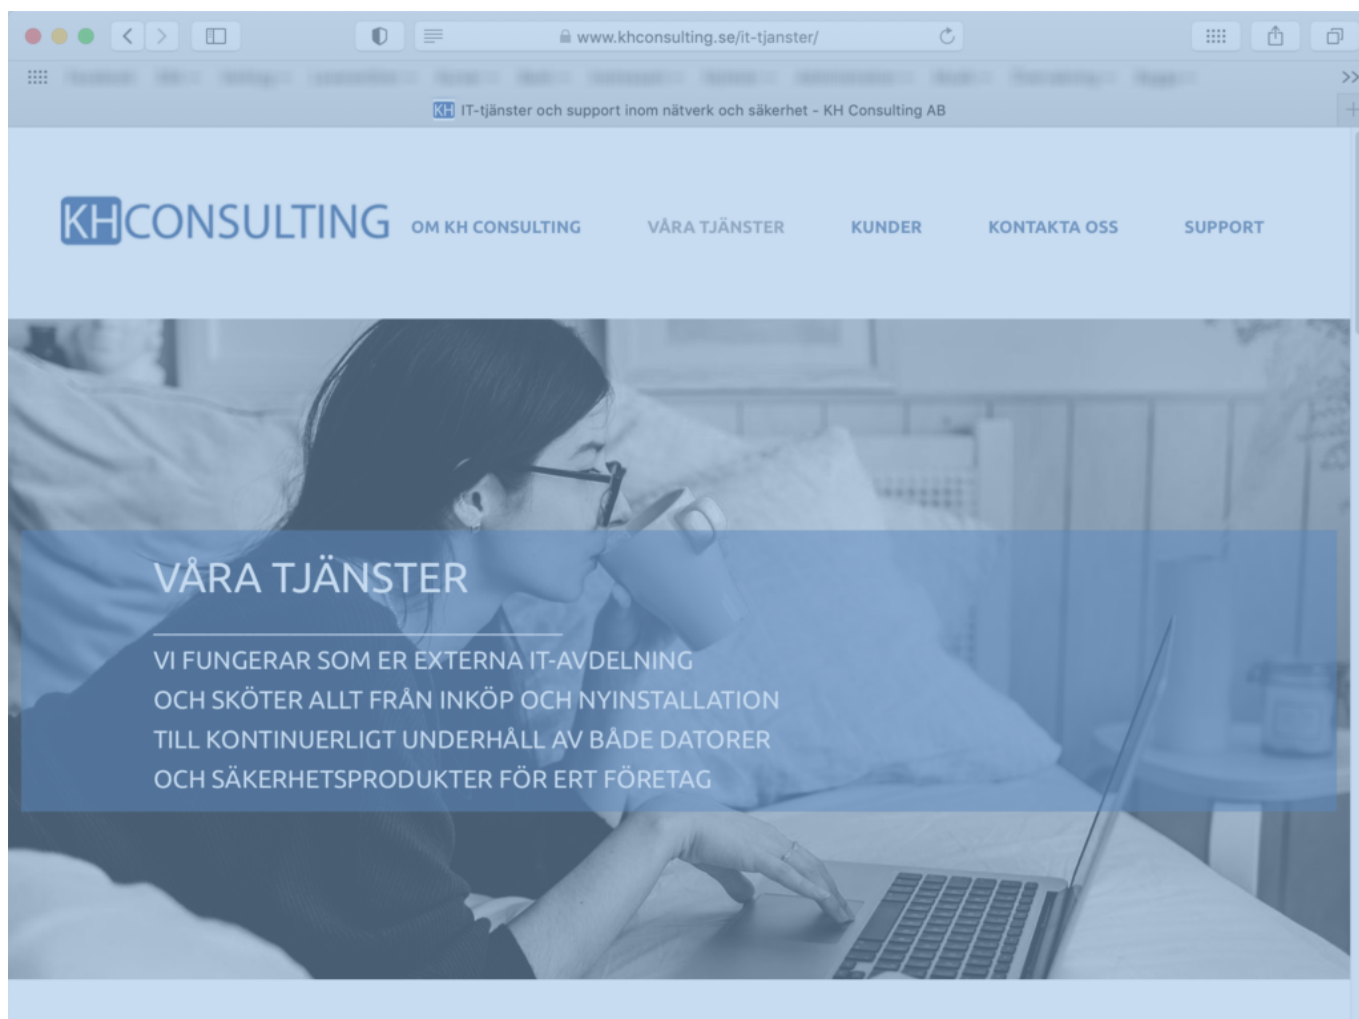 www.khconsulting.se/it-tjanster/
KH IT-tjänster och support inom nätverk och säkerhet - KH Consulting AB
KHCONSULTING
OM KH CONSULTING
VÅRA TJÄNSTER
KUNDER
KONTAKTA OSS
SUPPORT
VÅRA TJÄNSTER
VI FUNGERAR SOM ER EXTERNA IT-AVDELNING
OCH SKÖTER ALLT FRÅN INKÖP OCH NYINSTALLATION
TILL KONTINUERLIGT UNDERHÅLL AV BÅDE DATORER
OCH SÄKERHETSPRODUKTER FÖR ERT FÖRETAG